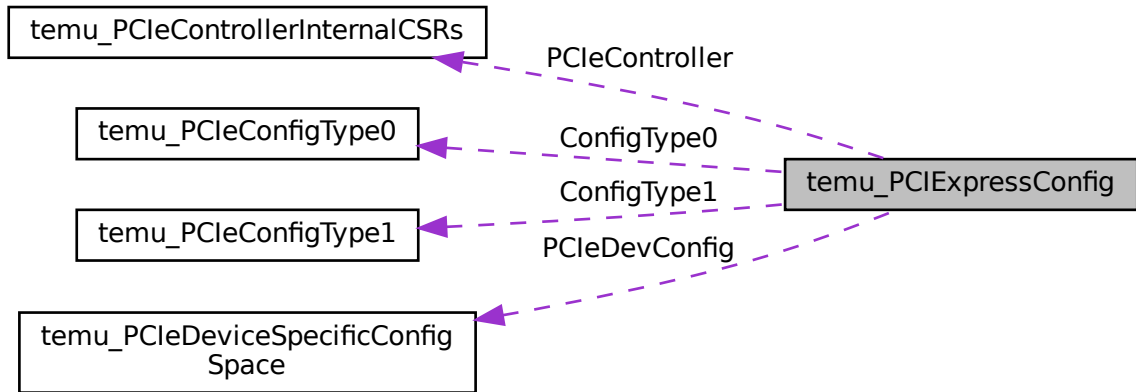 temu_PCIeControllerInternalCSRs
PCIeController
temu_PCIeConfigType0
ConfigType0
temu_PCIExpressConfig
ConfigType1
temu_PCIeConfigType1
PCIeDevConfig
temu_PCIeDeviceSpecificConfig
Space